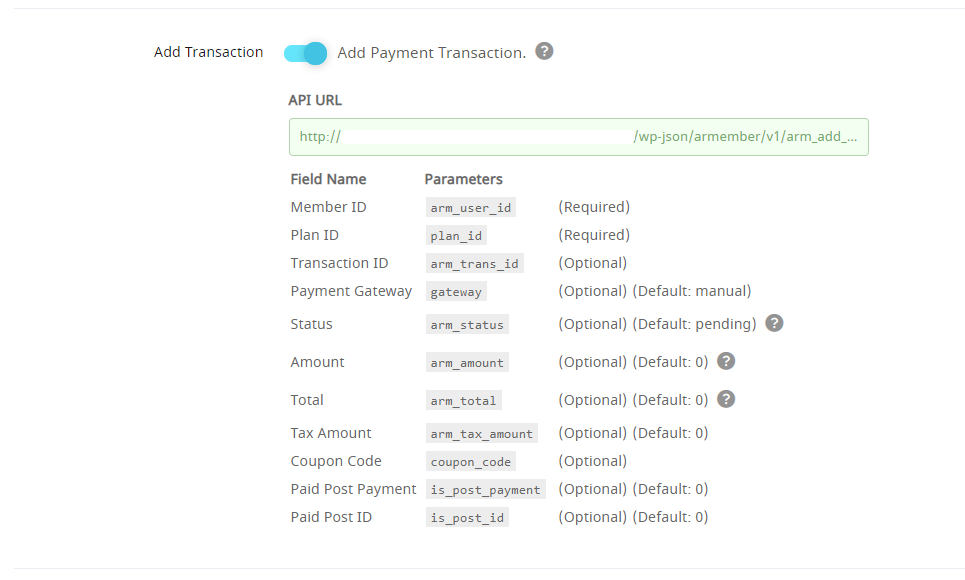 Add Transaction Add Payment Transaction. ?
API URL
http:// /wp-json/armember/v1/arm_add_...
Field Name Parameters
Member ID arm_user_id (Required)
Plan ID plan_id (Required)
Transaction ID arm_trans_id (Optional)
Payment Gateway gateway (Optional) (Default: manual)
Status arm_status (Optional) (Default: pending) ?
Amount arm_amount (Optional) (Default: 0) ?
Total arm_total (Optional) (Default: 0) ?
Tax Amount arm_tax_amount (Optional) (Default: 0)
Coupon Code coupon_code (Optional)
Paid Post Payment is_post_payment (Optional) (Default: 0)
Paid Post ID is_post_id (Optional) (Default: 0)